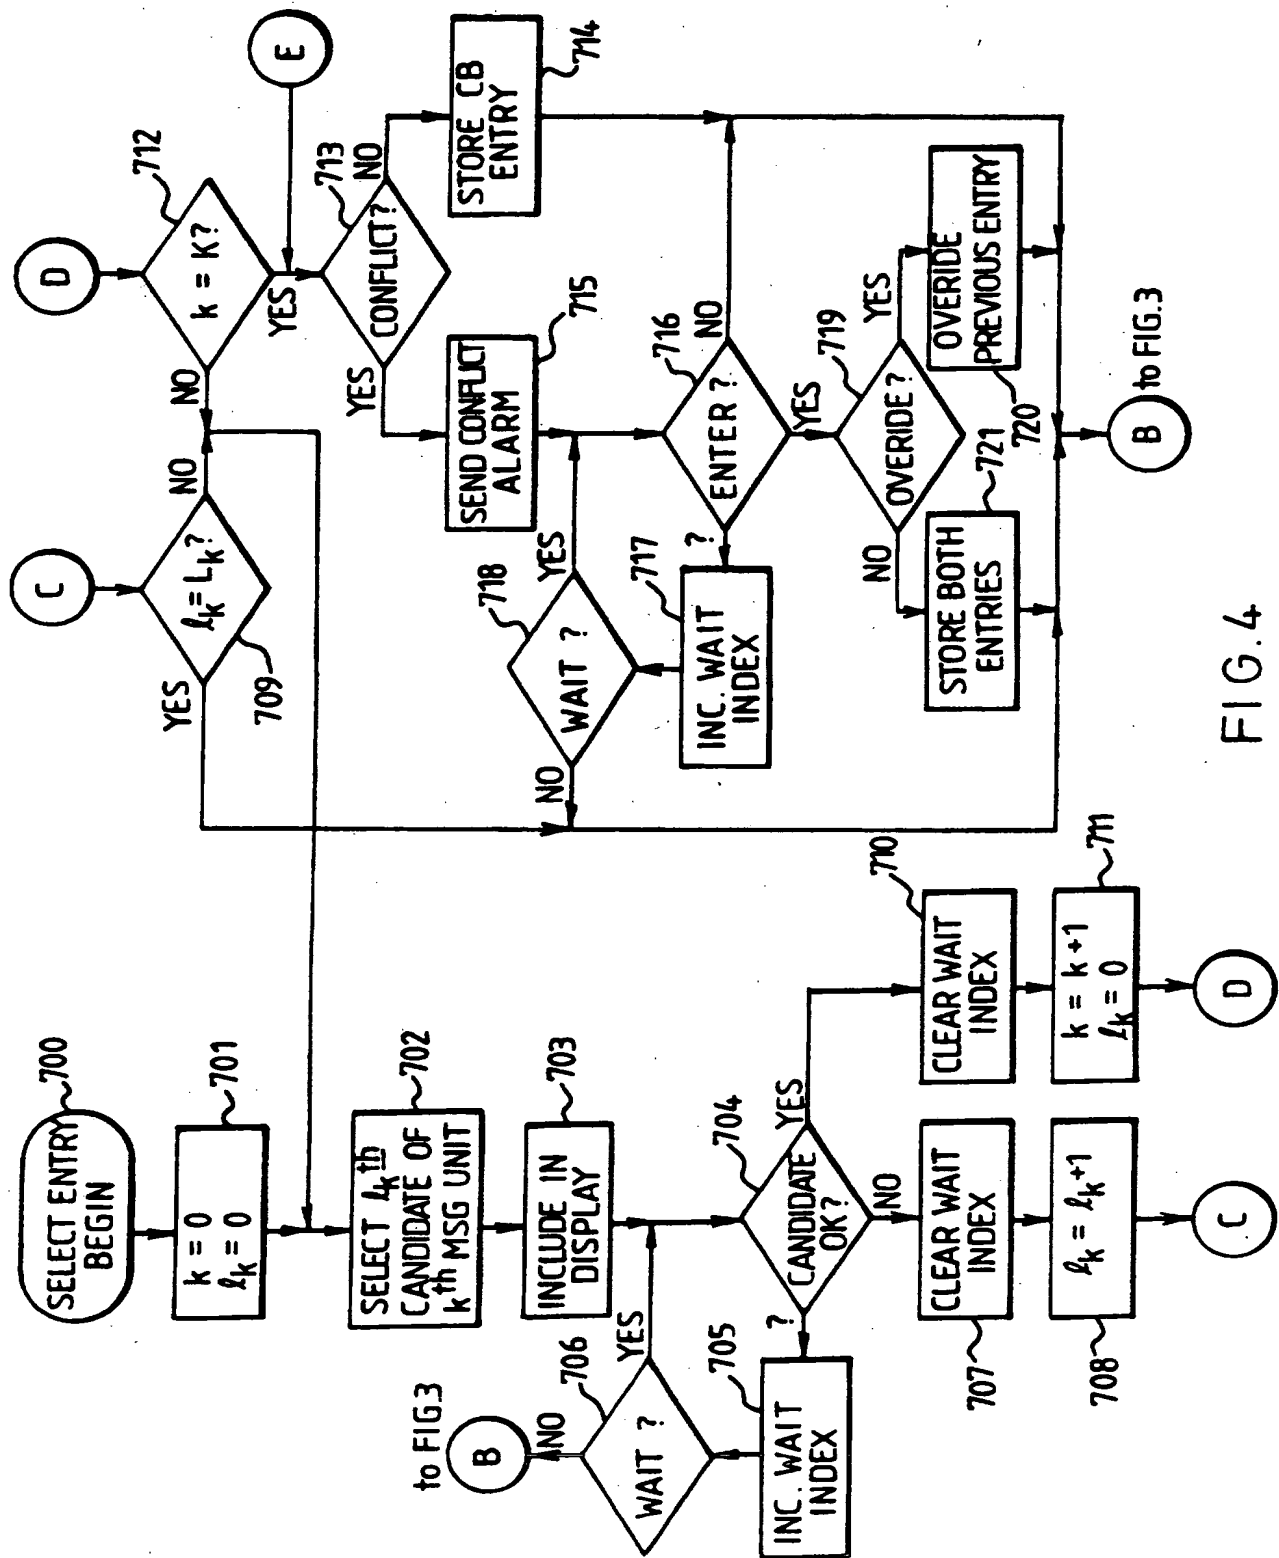 SELECT ENTRY
BEGIN
700
k = 0
ℓk = 0
701
SELECT ℓkth
CANDIDATE OF
kth MSG UNIT
702
INCLUDE IN
DISPLAY
703
CANDIDATE
OK?
704
YES
NO
?
INC. WAIT
INDEX
705
WAIT ?
706
YES
NO
B
to FIG.3
CLEAR WAIT
INDEX
707
ℓk = ℓk+1
708
C
CLEAR WAIT
INDEX
710
k = k+1
ℓk = 0
711
D
C
ℓk = Lk?
709
YES
NO
D
k = K?
712
NO
YES
E
CONFLICT?
713
YES
NO
STORE CB
ENTRY
714
SEND CONFLICT
ALARM
715
ENTER ?
716
NO
YES
?
INC. WAIT
INDEX
717
WAIT ?
718
YES
NO
OVERRIDE?
719
YES
NO
OVERIDE
PREVIOUS ENTRY
720
STORE BOTH
ENTRIES
721
B
to FIG.3
FIG.4